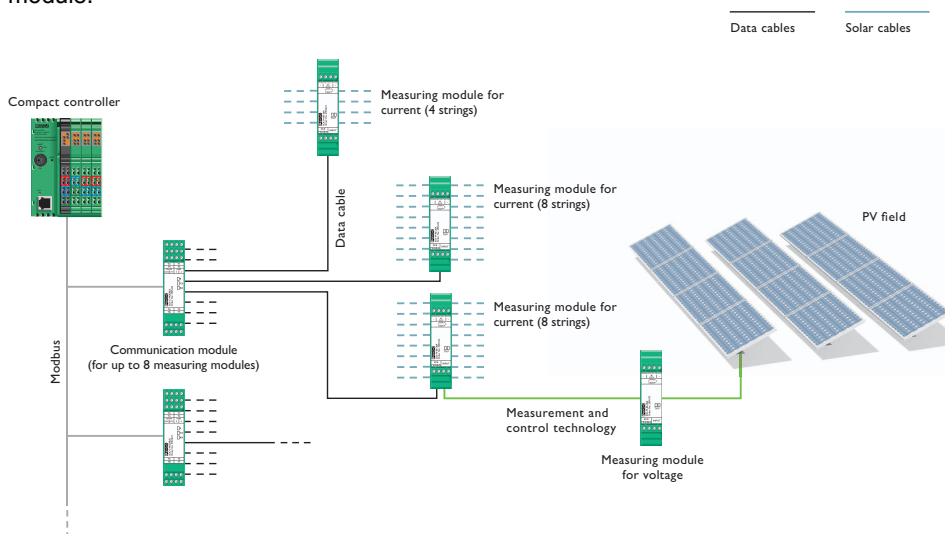 module.
Data cables
Solar cables
Compact controller
Measuring module for
current (4 strings)
Data cable
Measuring module for
current (8 strings)
PV field
Measuring module for
current (8 strings)
Modbus
Communication module
(for up to 8 measuring modules)
Measurement and
control technology
Measuring module
for voltage